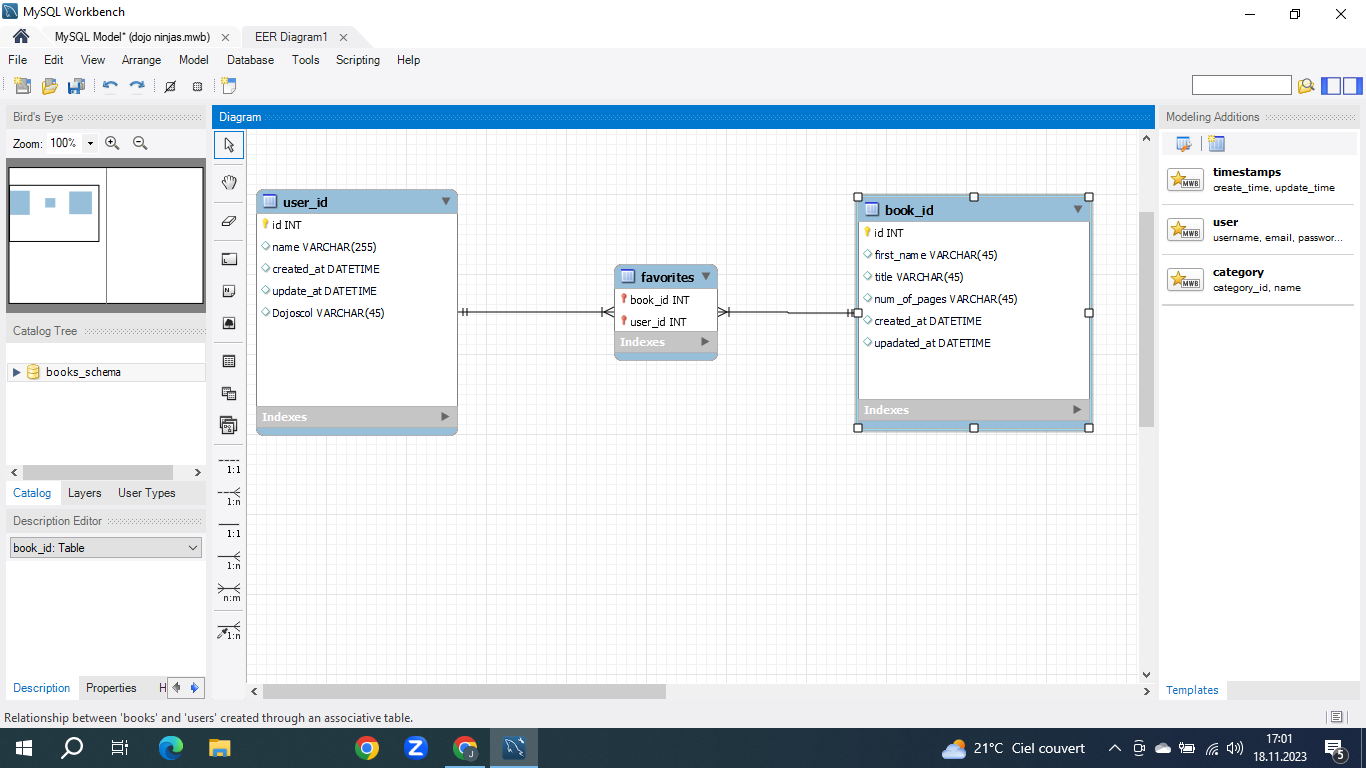 MySQL Workbench
MySQL Model* (dojo ninjas.mwb)
EER Diagram1
File Edit View Arrange Model Database Tools Scripting Help
Bird's Eye
Zoom: 100%
Catalog Tree
books_schema
Catalog Layers User Types
Description Editor
book_id: Table
Description Properties H
Diagram
1:1
1:n
1:1
1:n
n:m
1:n
user_id
id INT
name VARCHAR(255)
created_at DATETIME
update_at DATETIME
Dojoscol VARCHAR(45)
Indexes
favorites
book_id INT
user_id INT
Indexes
book_id
id INT
first_name VARCHAR(45)
title VARCHAR(45)
num_of_pages VARCHAR(45)
created_at DATETIME
upadated_at DATETIME
Indexes
Modeling Additions
MWB
timestamps
create_time, update_time
MWB
user
username, email, passwor...
MWB
category
category_id, name
Templates
Relationship between 'books' and 'users' created through an associative table.
Z
J
21°C Ciel couvert
17:01
18.11.2023
5